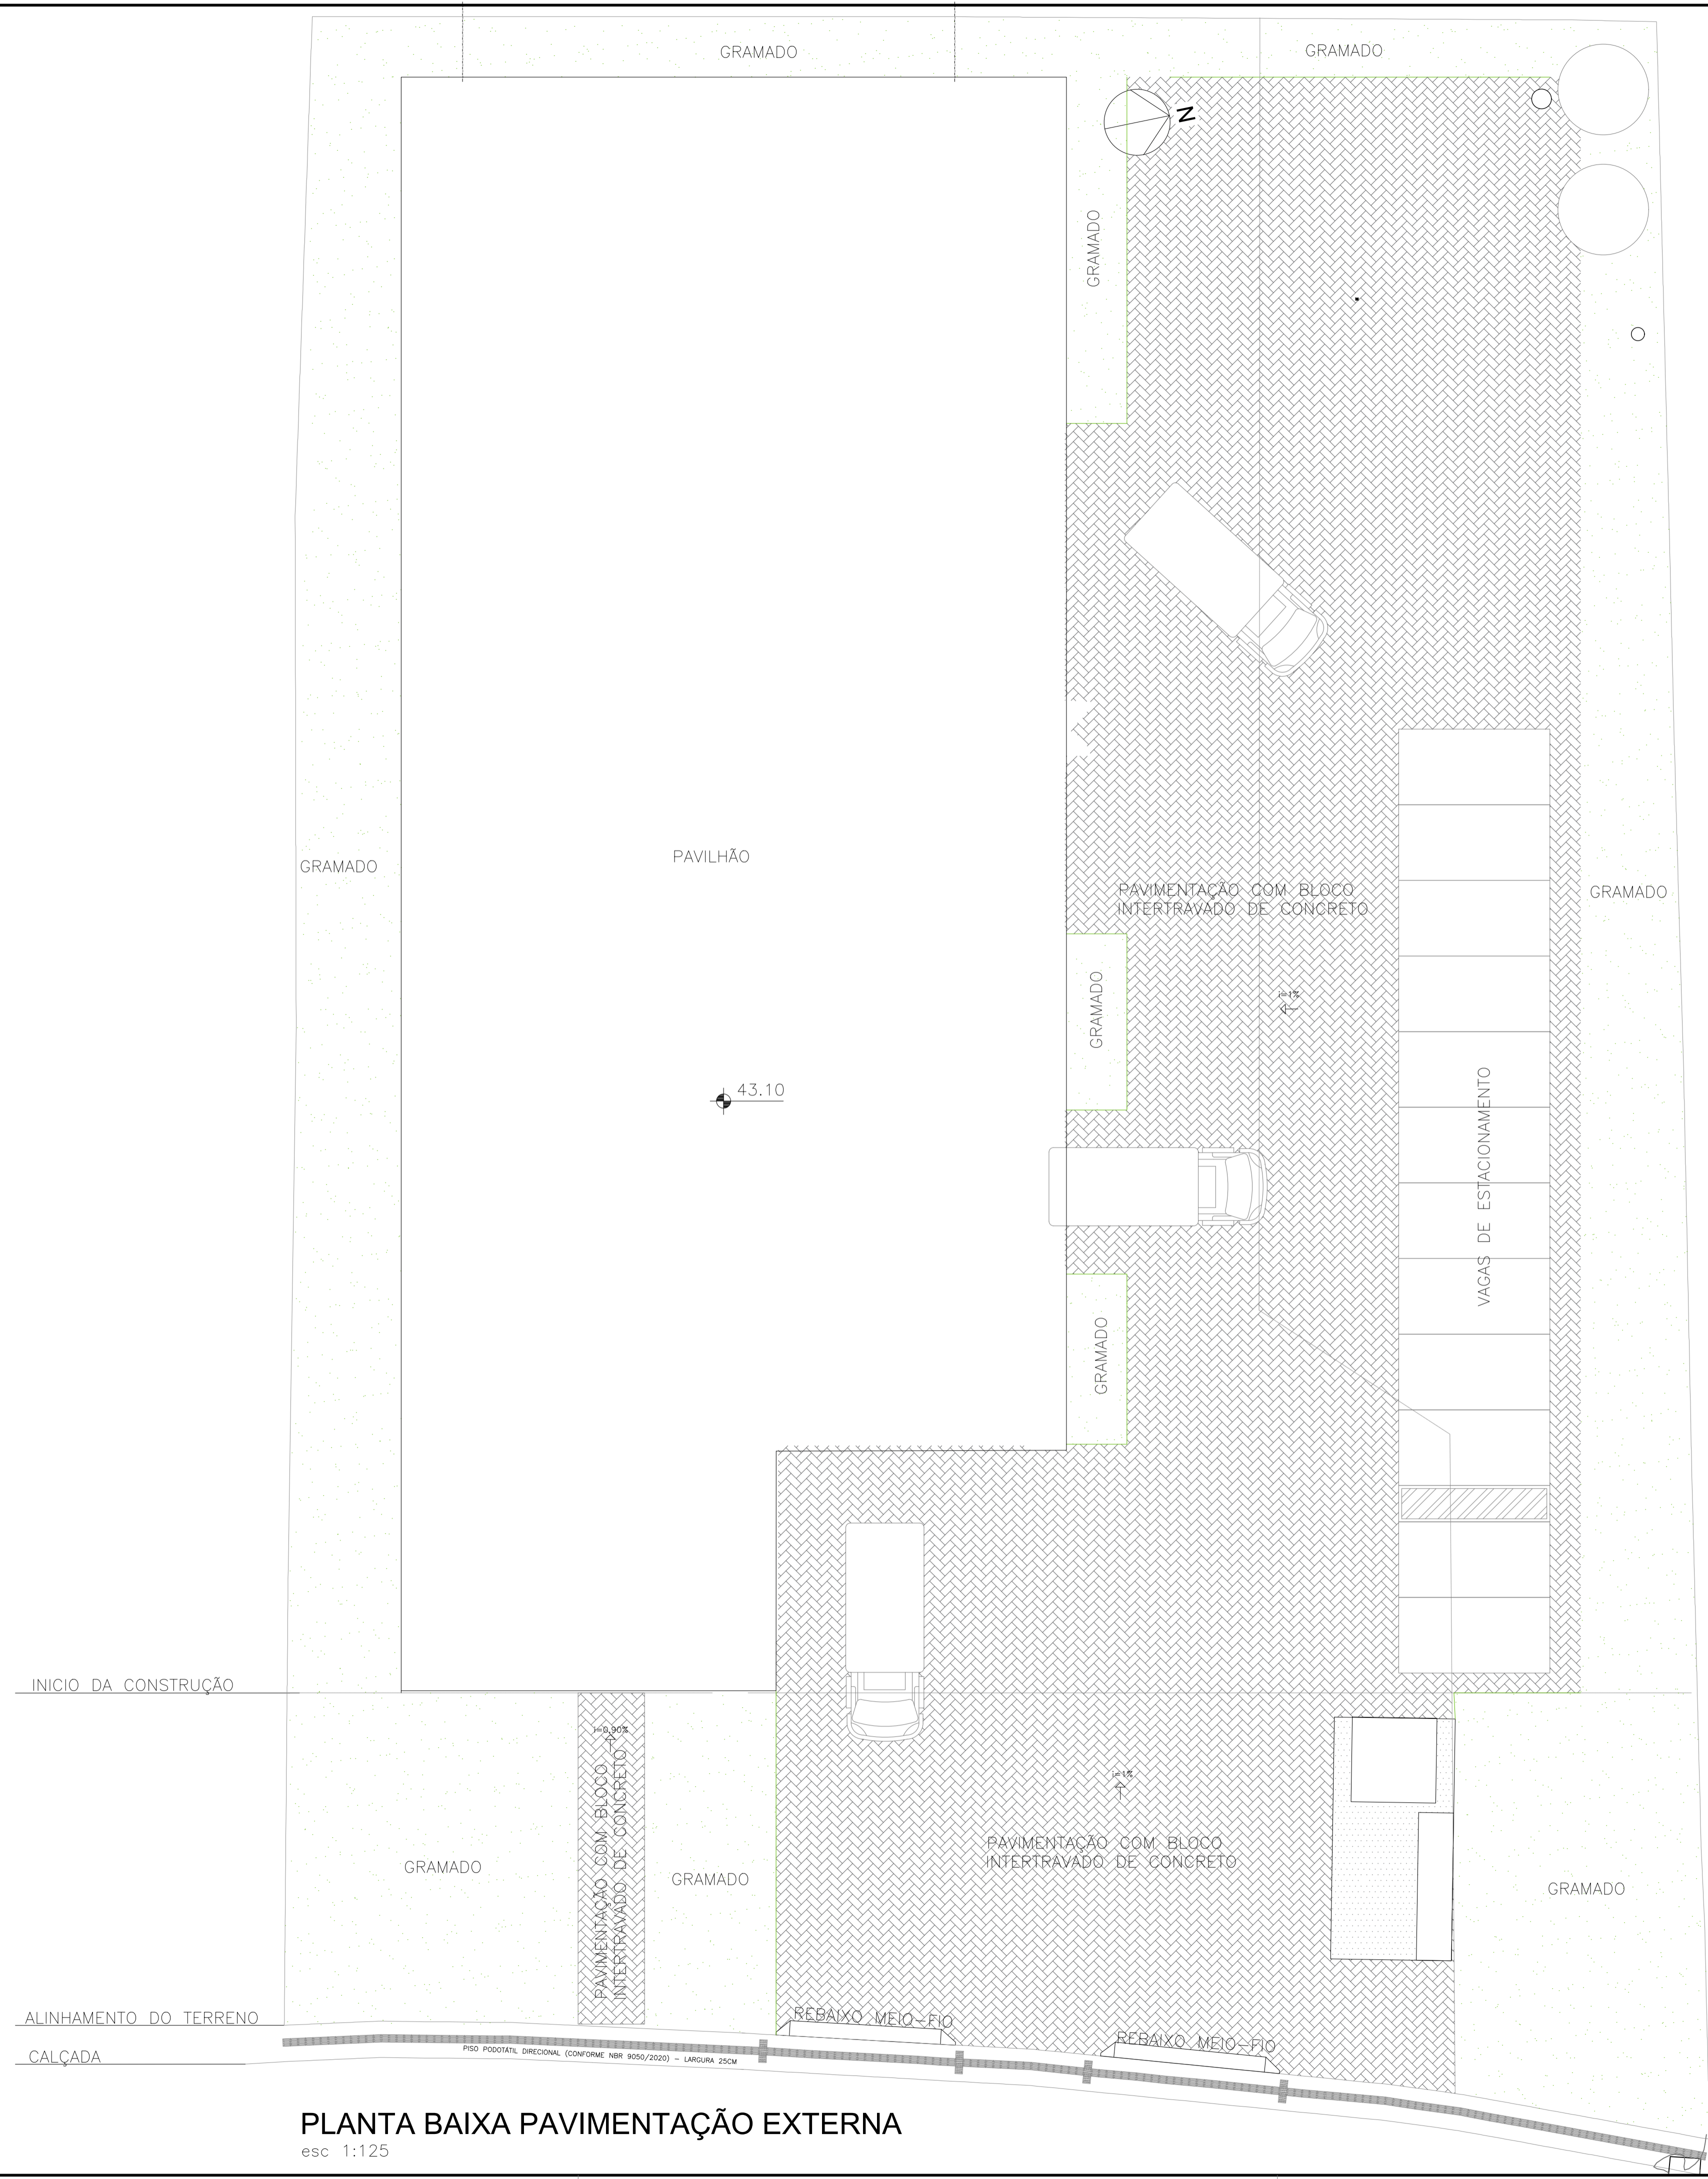 GRAMADO
GRAMADO
N
GRAMADO
PAVILHÃO
GRAMADO
PAVIMENTAÇÃO COM BLOCO
INTERTRAVADO DE CONCRETO
GRAMADO
GRAMADO
i=1%
43.10
VAGAS DE ESTACIONAMENTO
GRAMADO
INICIO DA CONSTRUÇÃO
i=0,90%
PAVIMENTAÇÃO COM BLOCO
INTERTRAVADO DE CONCRETO
i=1%
PAVIMENTAÇÃO COM BLOCO
INTERTRAVADO DE CONCRETO
GRAMADO
GRAMADO
GRAMADO
ALINHAMENTO DO TERRENO
REBAIXO MEIO-FIO
REBAIXO MEIO-FIO
CALÇADA
PISO PODOTÁTIL DIRECIONAL (CONFORME NBR 9050/2020) - LARGURA 25CM
PLANTA BAIXA PAVIMENTAÇÃO EXTERNA
esc 1:125